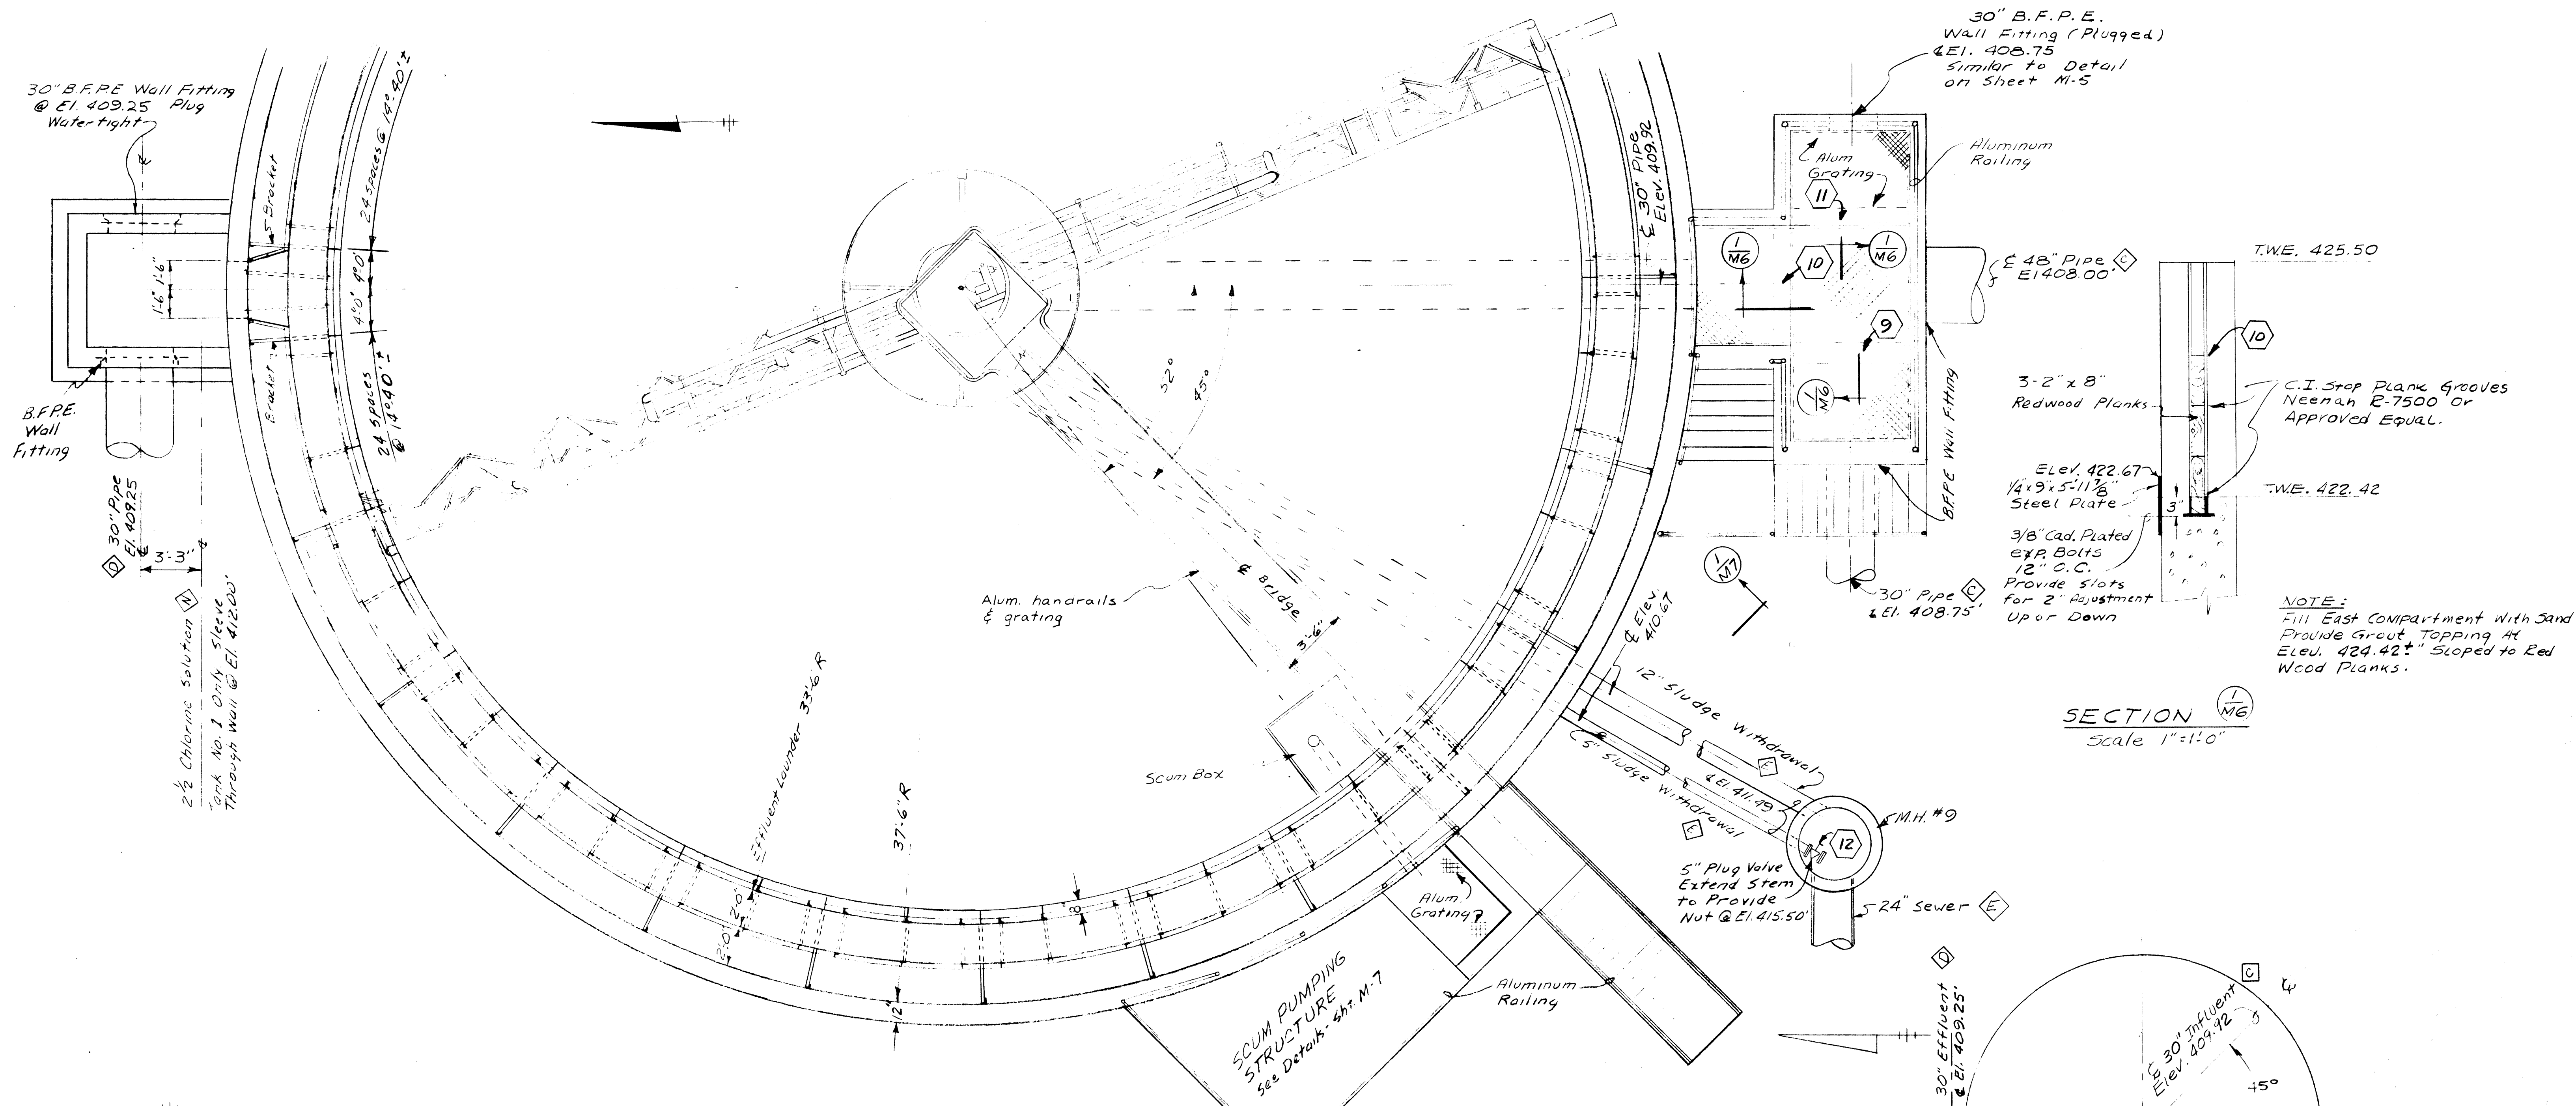 30" B.F.P.E Wall Fitting
@ El. 409.25 Plug
Watertight
℄
5 Bracket
24 Spaces @ 14°-40'±
4°0'
4°0'
1'-6"
1'-6"
Bracket
24 Spaces
@ 14°-40'±
B.F.P.E.
Wall
Fitting
D
30" Pipe
El. 409.25
℄
℄
3'-3"
2½ Chlorine Solution N
Tank No. 1 Only Sleeve
Through Wall @ El. 412.00'
52°
45°
℄ Bridge
3'-6"
Alum. handrails
& grating
Scum Box
Effluent Launder 33'-6 R
37'-6" R
2'-0"
2'-0"
8"
12"
℄ 30" Pipe
Elev. 409.92
30" B.F.P.E.
Wall Fitting (Plugged)
℄ El. 408.75
Similar to Detail
on Sheet M-5
Alum
Grating
Aluminum
Railing
11
1
M6
10
1
M6
9
1
M6
℄ 48" Pipe C
El 408.00'
B.F.P.E Wall Fitting
1
M7
30" Pipe C
℄ El. 408.75'
℄ Elev.
410.67
12" Sludge Withdrawal
E
5" Sludge Withdrawal
E
℄ El. 411.49
M.H. #9
12
5" Plug Valve
Extend Stem
to Provide
Nut @ El. 415.50'
24" Sewer E
Alum.
Grating
Aluminum
Railing
SCUM PUMPING
STRUCTURE
See Details - Sht. M-7
T.W.E. 425.50
10
3-2" x 8"
Redwood Planks
C.I. Stop Plank Grooves
Neenah R-7500 or
Approved Equal.
Elev. 422.67
1/4 x 9 x 5'-11 7/8"
Steel Plate
3"
T.W.E. 422.42
3/8" Cad. Plated
exp. Bolts
12" O.C.
Provide Slots
for 2" Adjustment
Up or Down
NOTE:
Fill East Compartment With Sand
Provide Grout Topping At
Elev. 424.42±" Sloped to Red
Wood Planks.
SECTION 1
M6
Scale 1"=1'-0"
D
30" Effluent
℄ El. 409.25'
C
℄
℄ 30" Influent
Elev. 409.92
45°